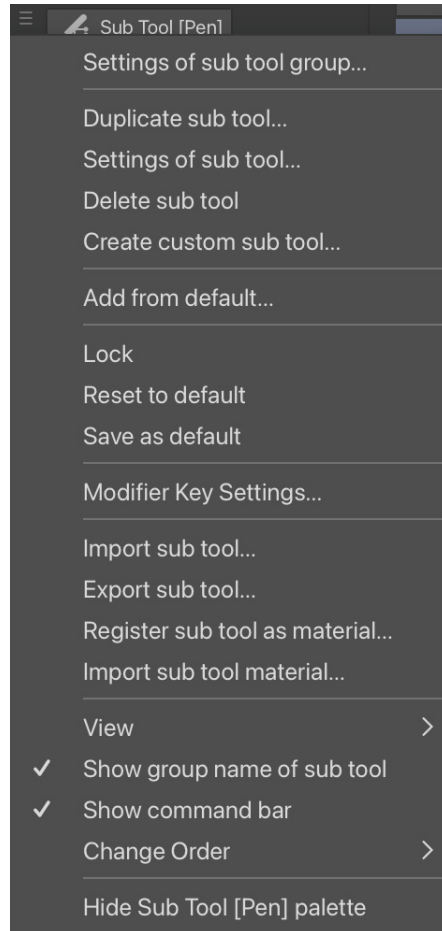 Sub Tool [Pen]
Settings of sub tool group...
Duplicate sub tool...
Settings of sub tool...
Delete sub tool
Create custom sub tool...
Add from default...
Lock
Reset to default
Save as default
Modifier Key Settings...
Import sub tool...
Export sub tool...
Register sub tool as material...
Import sub tool material...
View
Show group name of sub tool
Show command bar
Change Order
Hide Sub Tool [Pen] palette